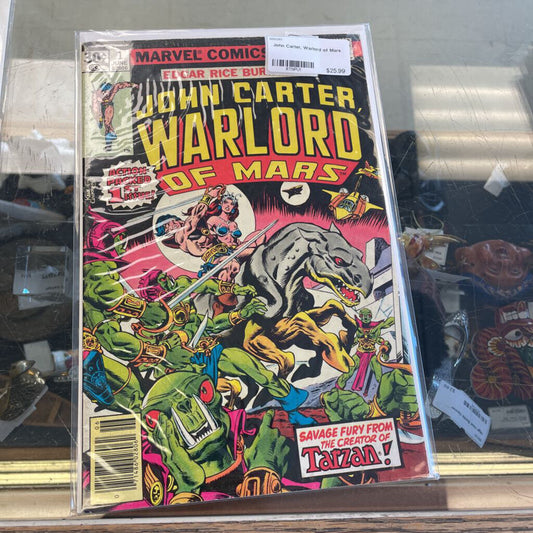 MARVEL COMICS
John Carter, Warlord of Mars
$25.99
EDGAR RICE BUR
JOHN CARTER,
WARLORD
OF MARS
ACTION-
PACKED
1ST
ISSUE!
SAVAGE FURY FROM
THE CREATOR OF
Tarzan!